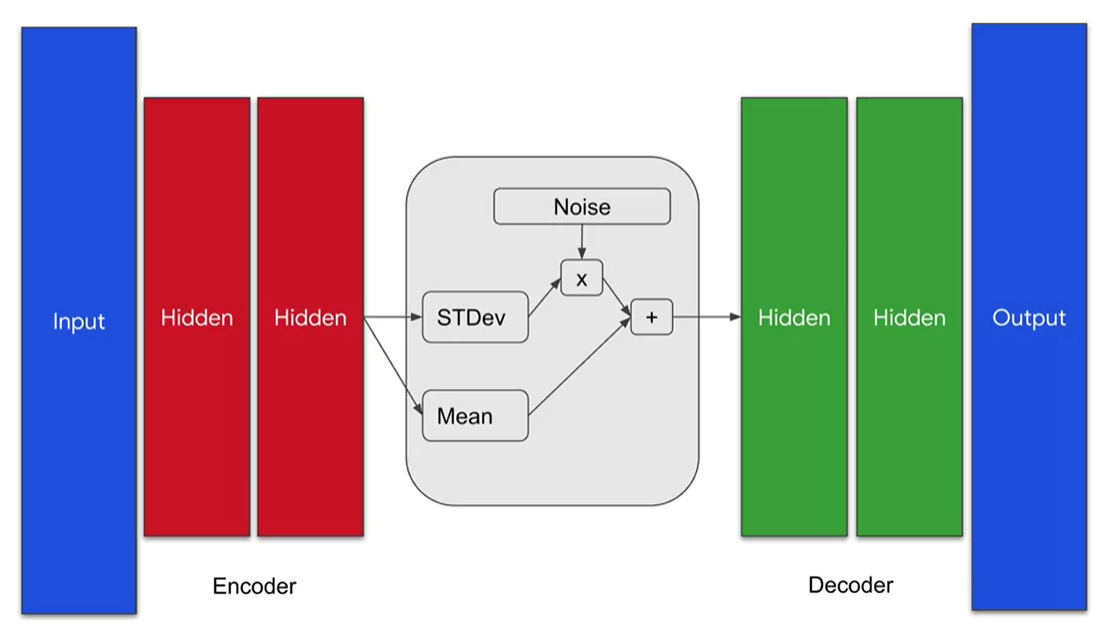 Input
Hidden
Hidden
Noise
x
STDev
+
Mean
Hidden
Hidden
Output
Encoder
Decoder